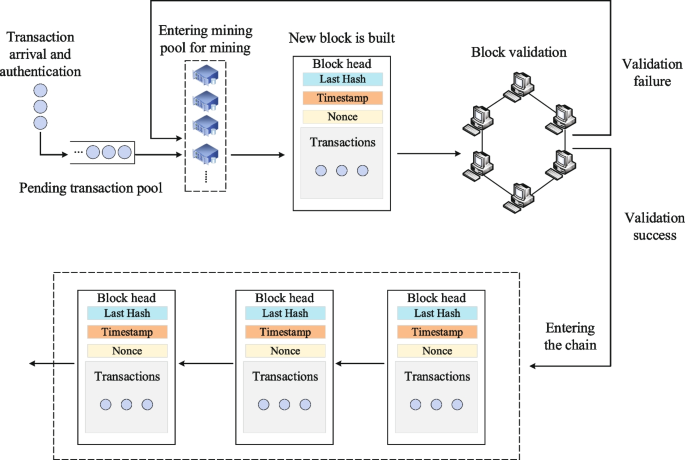 Transaction
arrival and
authentication
Pending transaction pool
...
Entering mining
pool for mining
...
New block is built
Block head
Last Hash
Timestamp
Nonce
Transactions
Block validation
Validation
failure
Validation
success
Entering
the chain
Block head
Last Hash
Timestamp
Nonce
Transactions
Block head
Last Hash
Timestamp
Nonce
Transactions
Block head
Last Hash
Timestamp
Nonce
Transactions